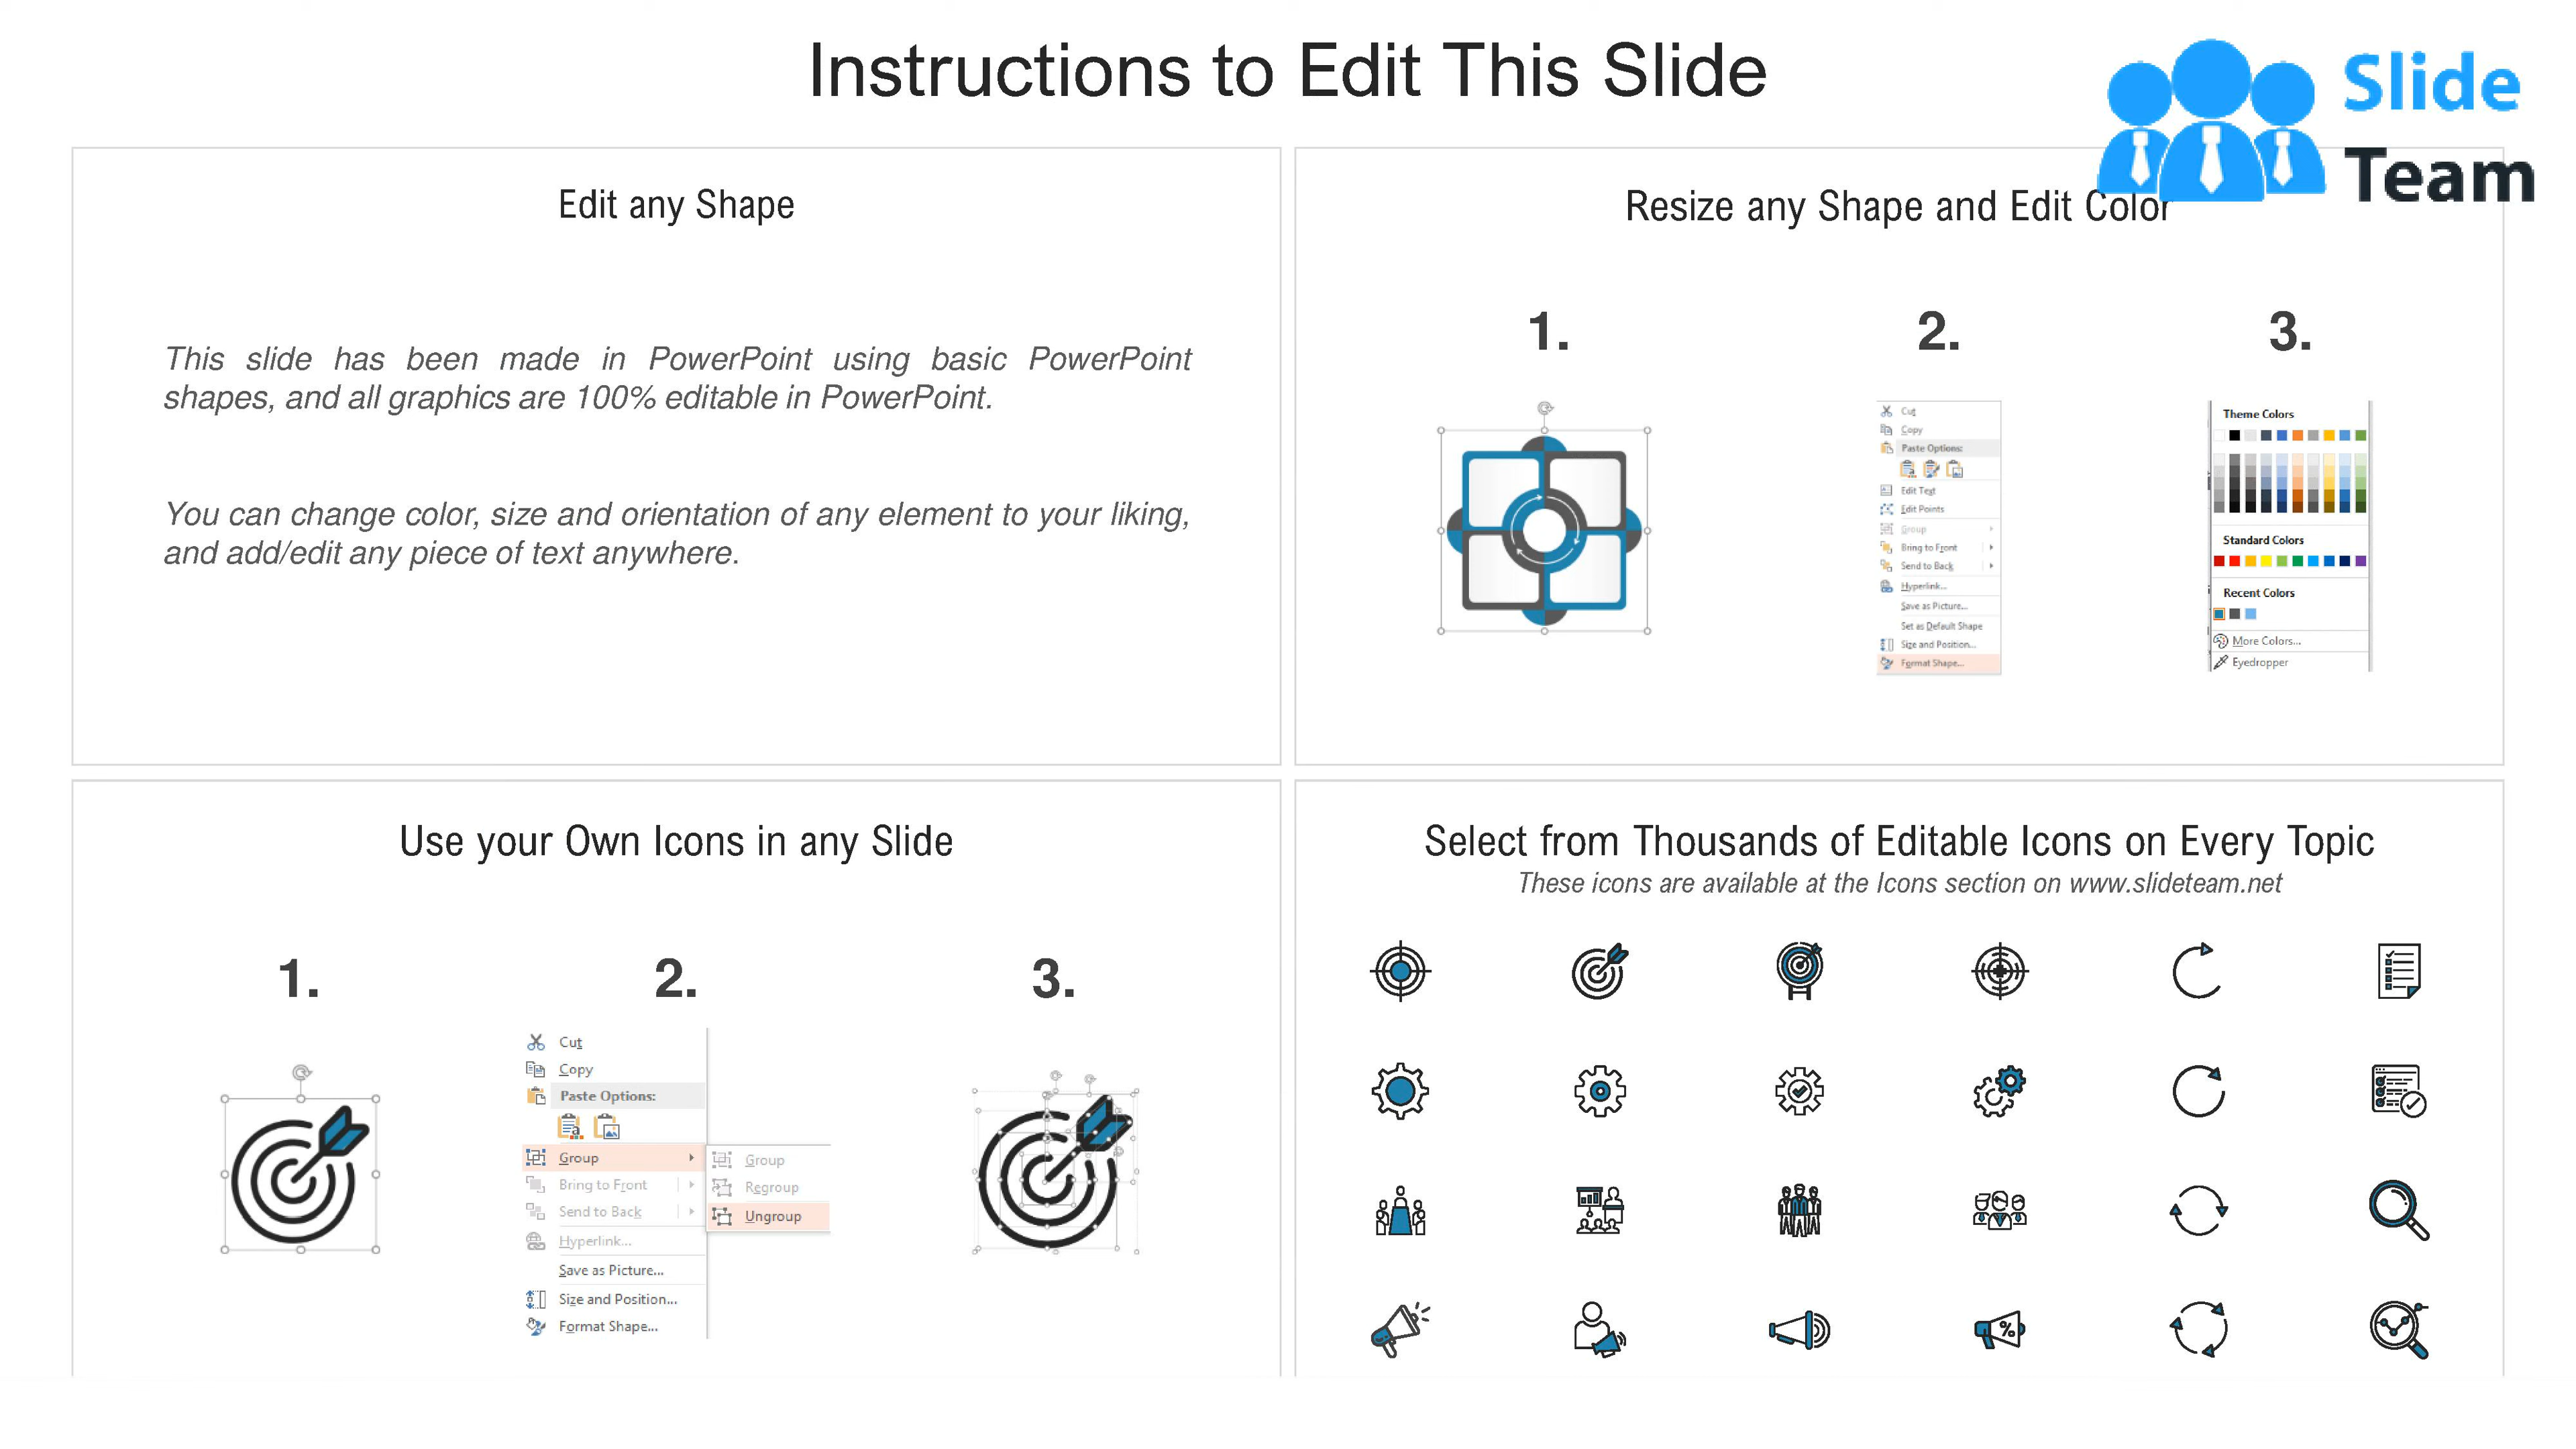 Instructions to Edit This Slide
Slide
Team
Edit any Shape
This slide has been made in PowerPoint using basic PowerPoint
shapes, and all graphics are 100% editable in PowerPoint.
You can change color, size and orientation of any element to your liking,
and add/edit any piece of text anywhere.
Resize any Shape and Edit Color
1.
2.
3.
Cut
Copy
Paste Options:
Edit Text
Edit Points
Group
Bring to Front
Send to Back
Hyperlink...
Save as Picture...
Set as Default Shape
Size and Position...
Format Shape...
Theme Colors
Standard Colors
Recent Colors
More Colors...
Eyedropper
Use your Own Icons in any Slide
1.
2.
3.
Cut
Copy
Paste Options:
Group
Bring to Front
Send to Back
Hyperlink...
Save as Picture...
Size and Position...
Format Shape...
Group
Regroup
Ungroup
Select from Thousands of Editable Icons on Every Topic
These icons are available at the Icons section on www.slideteam.net